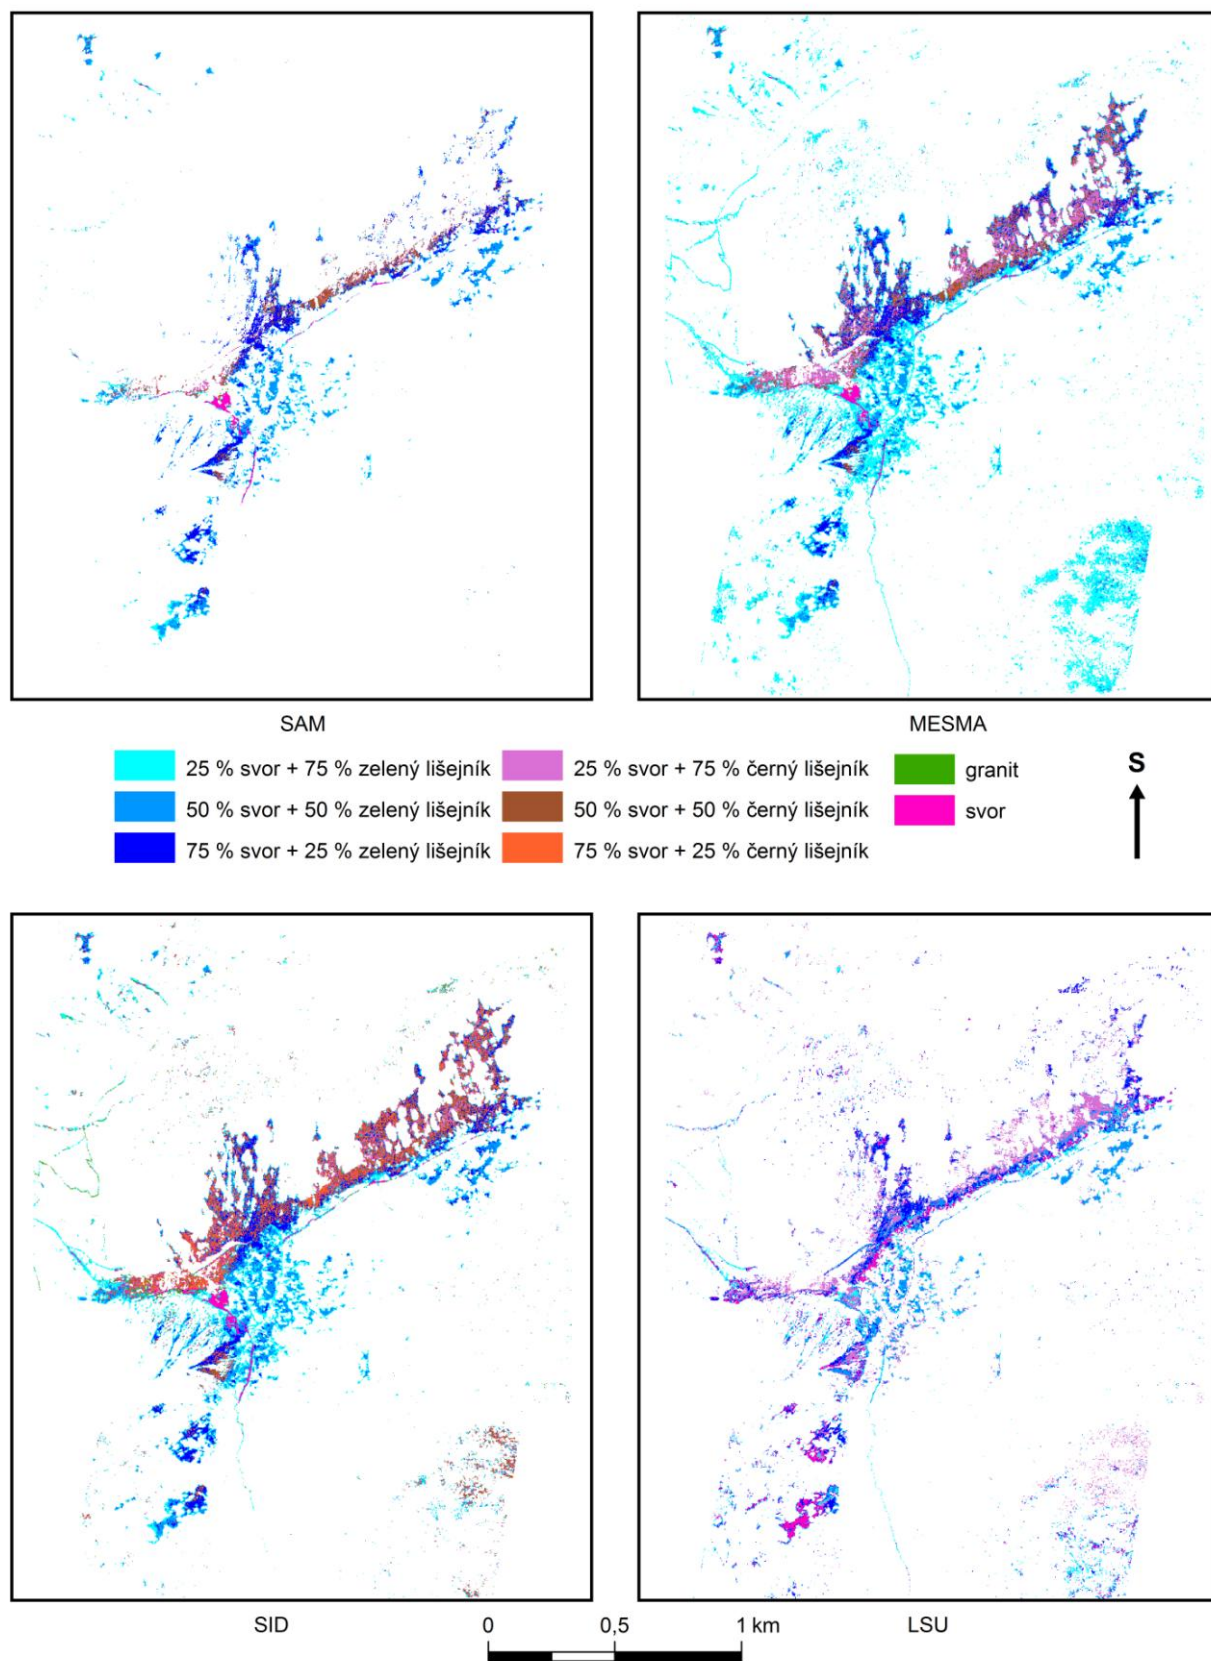 SAM
MESMA
25 % svor + 75 % zelený lišejník
25 % svor + 75 % černý lišejník
granit
S
50 % svor + 50 % zelený lišejník
50 % svor + 50 % černý lišejník
svor
75 % svor + 25 % zelený lišejník
75 % svor + 25 % černý lišejník
SID
0
0,5
1 km
LSU